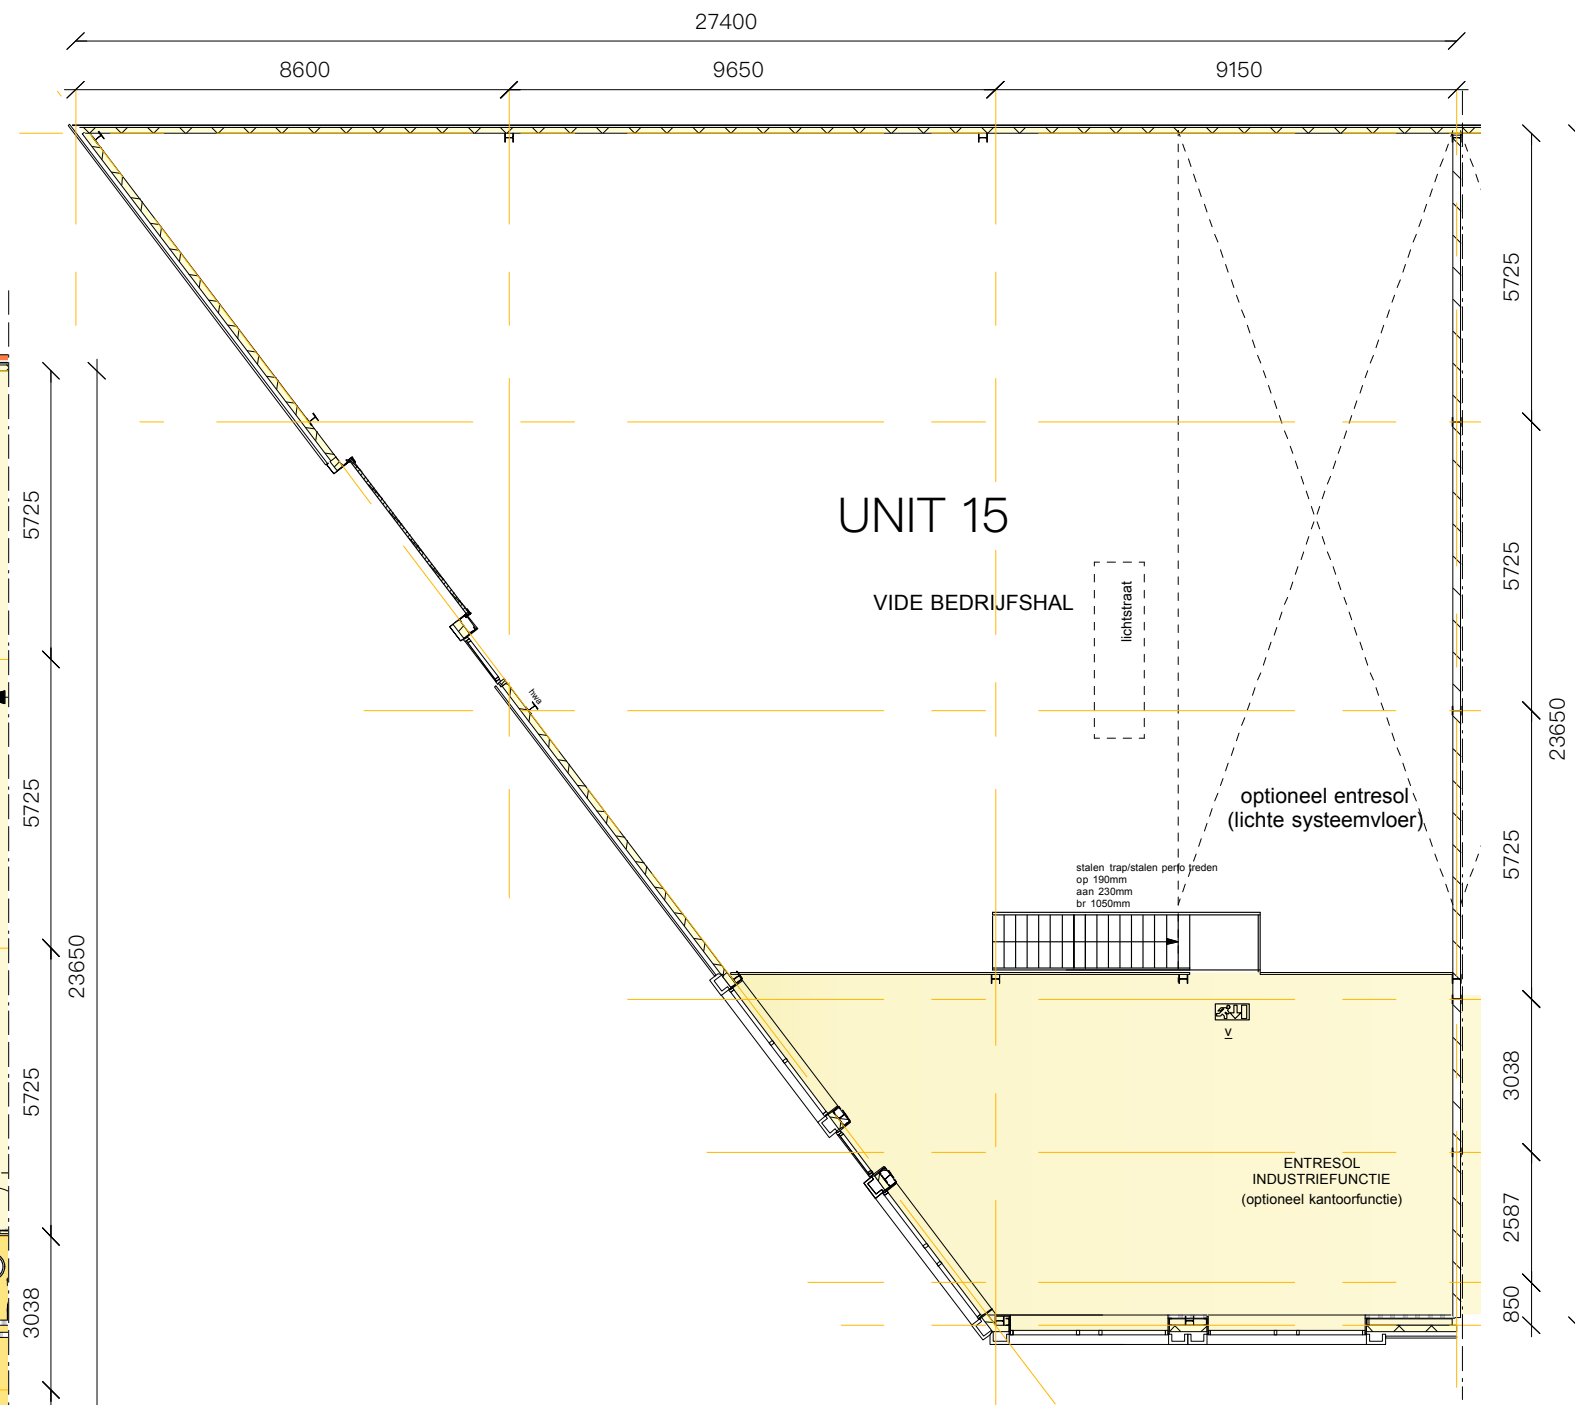 27400
8600
9650
9150
5725
5725
5725
23650
3038
2587
850
5725
5725
23650
5725
3038
UNIT 15
VIDE BEDRIJFSHAL
lichtstraat
hwa
optioneel entresol
(lichte systeemvloer)
stalen trap/stalen perfo treden
op 190mm
aan 230mm
br 1050mm
V
ENTRESOL
INDUSTRIEFUNCTIE
(optioneel kantoorfunctie)